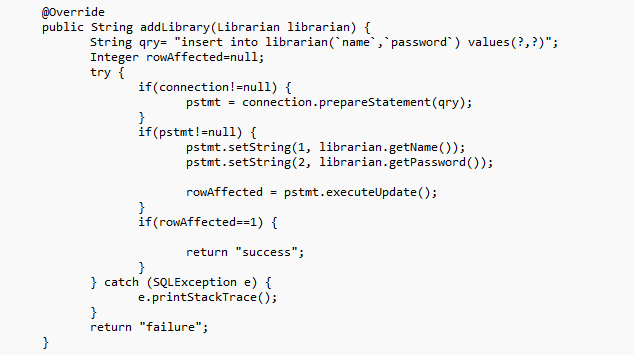 @Override
public String addLibrary(Librarian librarian) {
String qry= "insert into librarian(`name`,`password`) values(?,?)";
Integer rowAffected=null;
try {
if(connection!=null) {
pstmt = connection.prepareStatement(qry);
}
if(pstmt!=null) {
pstmt.setString(1, librarian.getName());
pstmt.setString(2, librarian.getPassword());
rowAffected = pstmt.executeUpdate();
}
if(rowAffected==1) {
return "success";
}
} catch (SQLException e) {
e.printStackTrace();
}
return "failure";
}